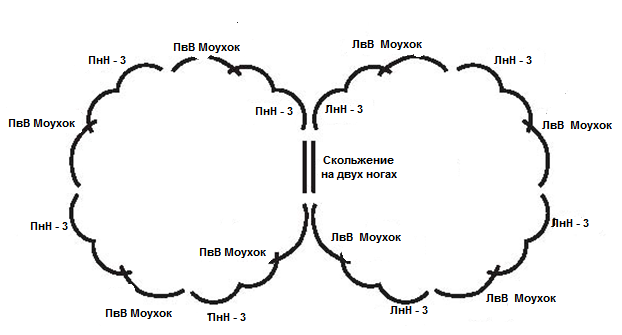 ПвВ Моухок
ЛвВ Моухок
ПнН - 3
ЛнН - 3
ПнН - 3
ЛнН - 3
ПвВ Моухок
ЛвВ Моухок
Скольжение
на двух ногах
ПнН - 3
ЛнН - 3
ЛвВ Моухок
ПвВ Моухок
ЛвВ Моухок
ПвВ Моухок
ПнН - 3
ЛнН - 3